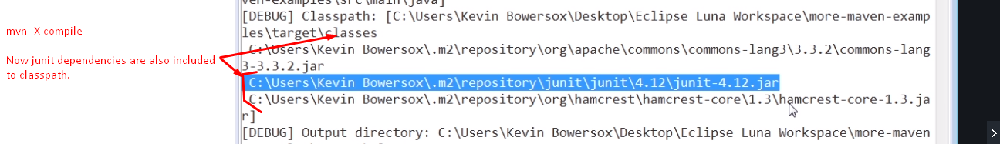 ven-examples\src\main\java]
[DEBUG] Classpath: [C:\Users\Kevin Bowersox\Desktop\Eclipse Luna Workspace\more-maven-examp
les\target\classes
C:\Users\Kevin Bowersox\.m2\repository\org\apache\commons\commons-lang3\3.3.2\commons-lang
3-3.3.2.jar
C:\Users\Kevin Bowersox\.m2\repository\junit\junit\4.12\junit-4.12.jar
C:\Users\Kevin Bowersox\.m2\repository\org\hamcrest\hamcrest-core\1.3\hamcrest-core-1.3.ja
r]
[DEBUG] Output directory: C:\Users\Kevin Bowersox\Desktop\Eclipse Luna Workspace\more-maven
mvn -X compile
Now junit dependencies are also included
to classpath.